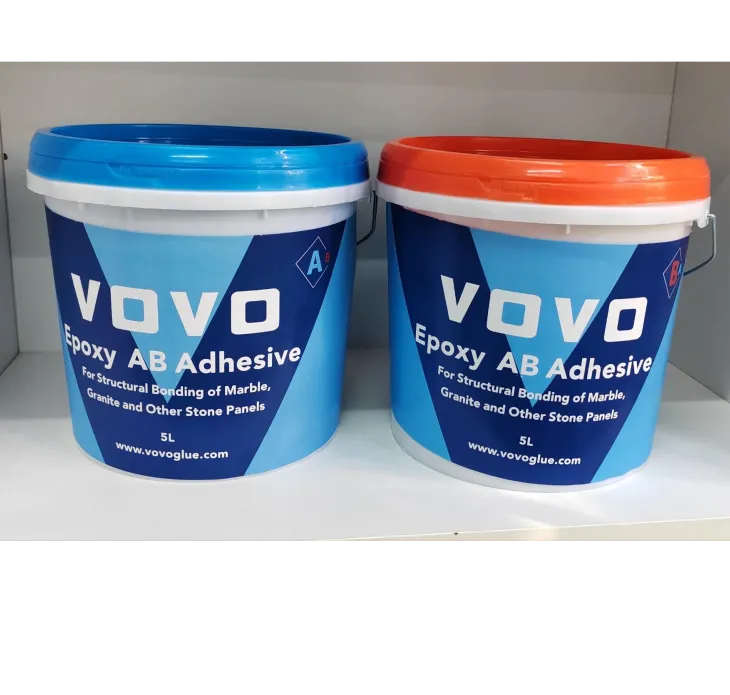 A B
VOVO
Epoxy AB Adhesive
For Structural Bonding of Marble,
Granite and Other Stone Panels
5L
www.vovoglue.com
B
VOVO
Epoxy AB Adhesive
For Structural Bonding of Marble,
Granite and Other Stone Panels
5L
www.vovoglue.com